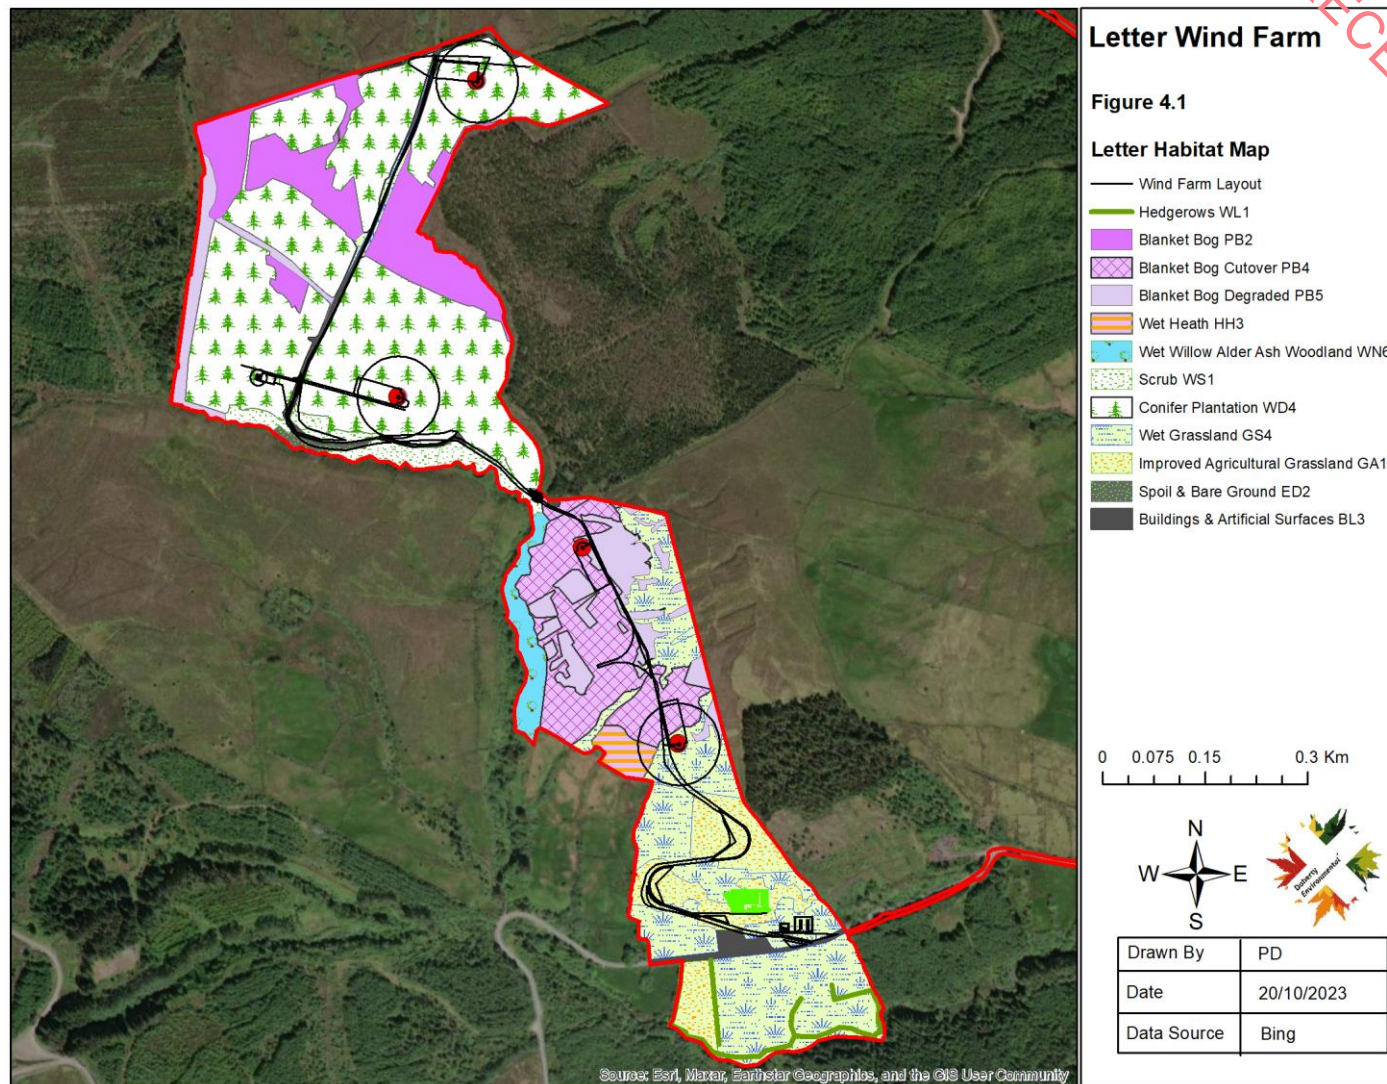 RECE
Letter Wind Farm
Figure 4.1
Letter Habitat Map
Wind Farm Layout
Hedgerows WL1
Blanket Bog PB2
Blanket Bog Cutover PB4
Blanket Bog Degraded PB5
Wet Heath HH3
Wet Willow Alder Ash Woodland WN6
Scrub WS1
Conifer Plantation WD4
Wet Grassland GS4
Improved Agricultural Grassland GA1
Spoil & Bare Ground ED2
Buildings & Artificial Surfaces BL3
0 0.075 0.15 0.3 Km
N
W E
S
Doherty
Environmental
Drawn By PD
Date 20/10/2023
Data Source Bing
Source: Esri, Maxar, Earthstar Geographics, and the GIS User Community